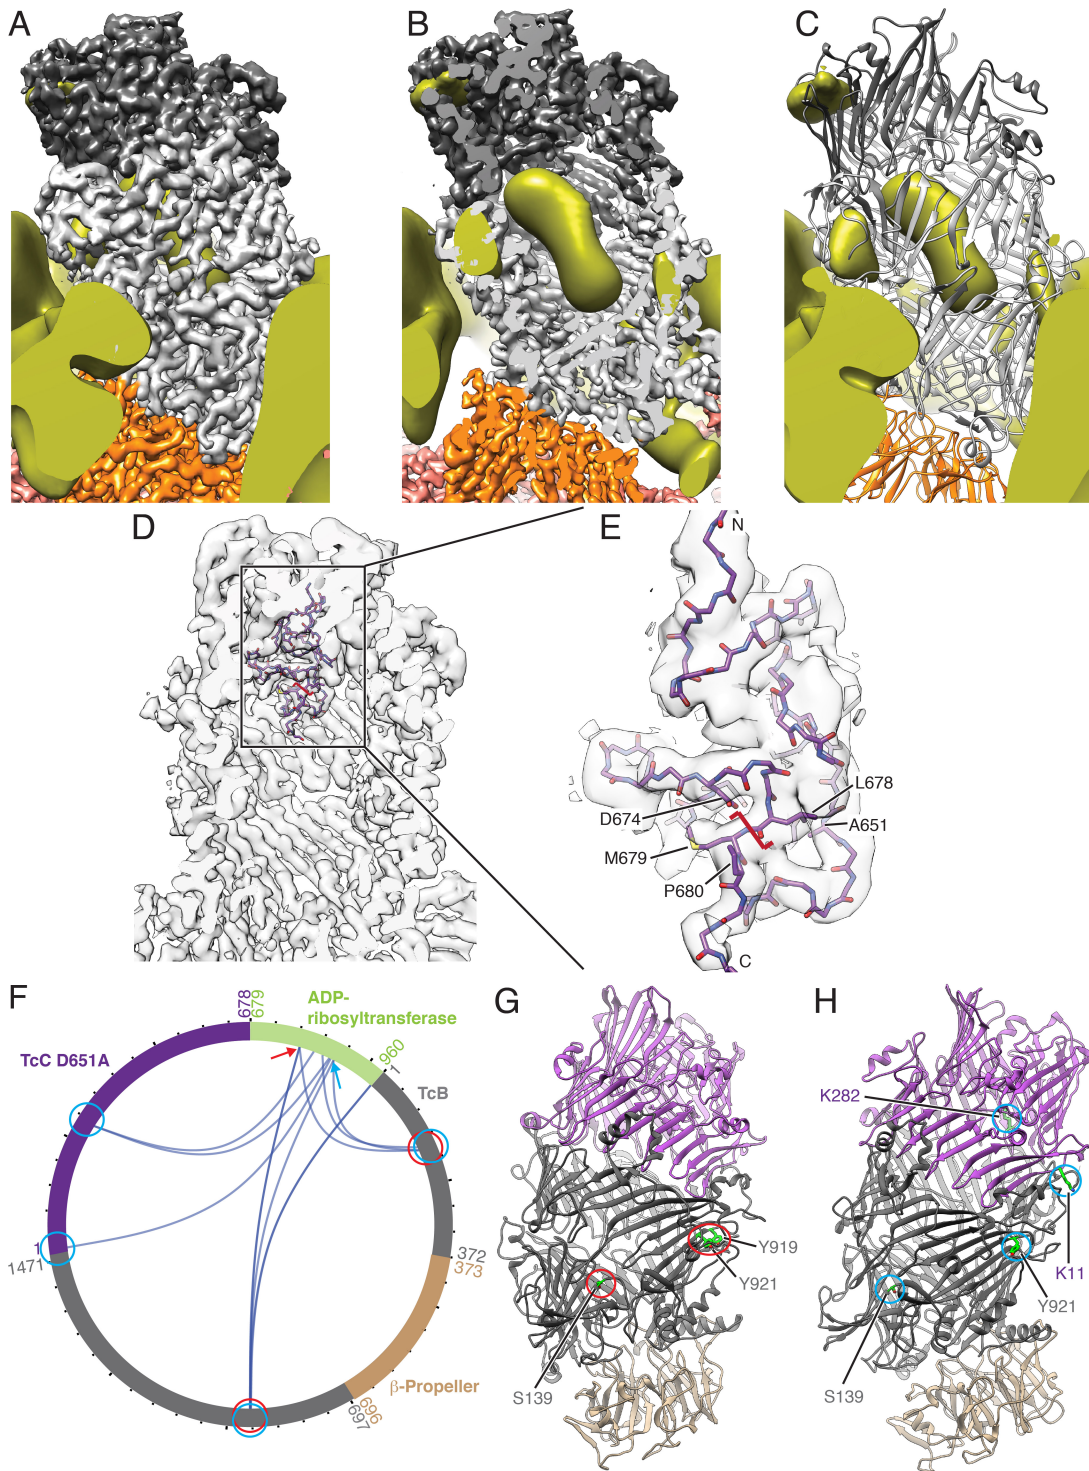 A
B
C
D
E
N
D674
L678
A651
M679
P680
C
F
678
679
ADP-
ribosyltransferase
960
1
TcB
TcC D651A
1
1471
372
373
β-Propeller
696
697
G
Y919
Y921
S139
H
K282
K11
Y921
S139